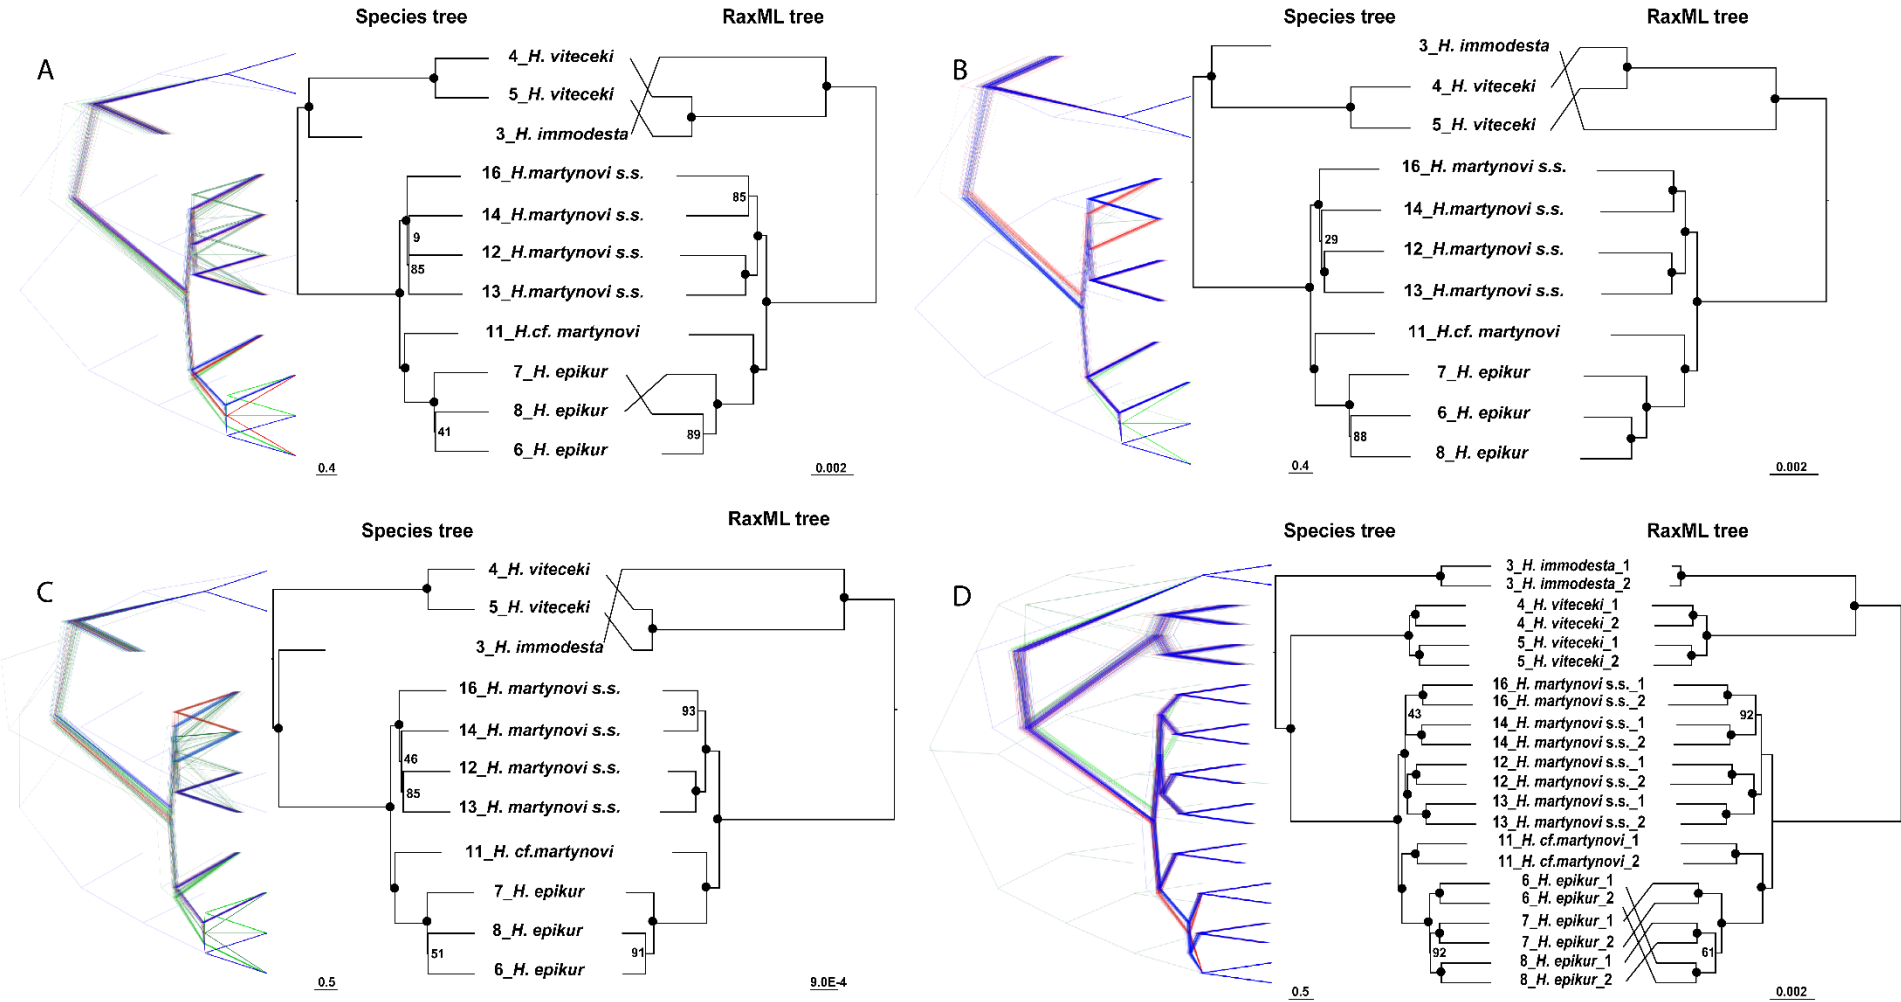 A
Species tree
RaxML tree
4_H. viteceki
5_H. viteceki
3_H. immodesta
16_H.martynovi s.s.
85
14_H.martynovi s.s.
9
12_H.martynovi s.s.
85
13_H.martynovi s.s.
11_H.cf. martynovi
7_H. epikur
8_H. epikur
41
89
6_H. epikur
0.4
0.002
B
Species tree
RaxML tree
3_H. immodesta
4_H. viteceki
5_H. viteceki
16_H. martynovi s.s.
14_H.martynovi s.s.
29
12_H.martynovi s.s.
13_H.martynovi s.s.
11_H.cf. martynovi
7_H. epikur
6_H. epikur
88
8_H. epikur
0.4
0.002
C
Species tree
RaxML tree
4_H. viteceki
5_H. viteceki
3_H. immodesta
16_H. martynovi s.s.
93
14_H. martynovi s.s.
46
12_H. martynovi s.s.
85
13_H. martynovi s.s.
11_H. cf.martynovi
7_H. epikur
8_H. epikur
51
91
6_H. epikur
0.5
9.0E-4
D
Species tree
RaxML tree
3_H. immodesta_1
3_H. immodesta_2
4_H. viteceki_1
4_H. viteceki_2
5_H. viteceki_1
5_H. viteceki_2
16_H. martynovi s.s._1
16_H. martynovi s.s._2
43
92
14_H. martynovi s.s._1
14_H. martynovi s.s._2
12_H. martynovi s.s._1
12_H. martynovi s.s._2
13_H. martynovi s.s._1
13_H. martynovi s.s._2
11_H. cf.martynovi_1
11_H. cf.martynovi_2
6_H. epikur_1
6_H. epikur_2
7_H. epikur_1
7_H. epikur_2
92
61
8_H. epikur_1
8_H. epikur_2
0.5
0.002